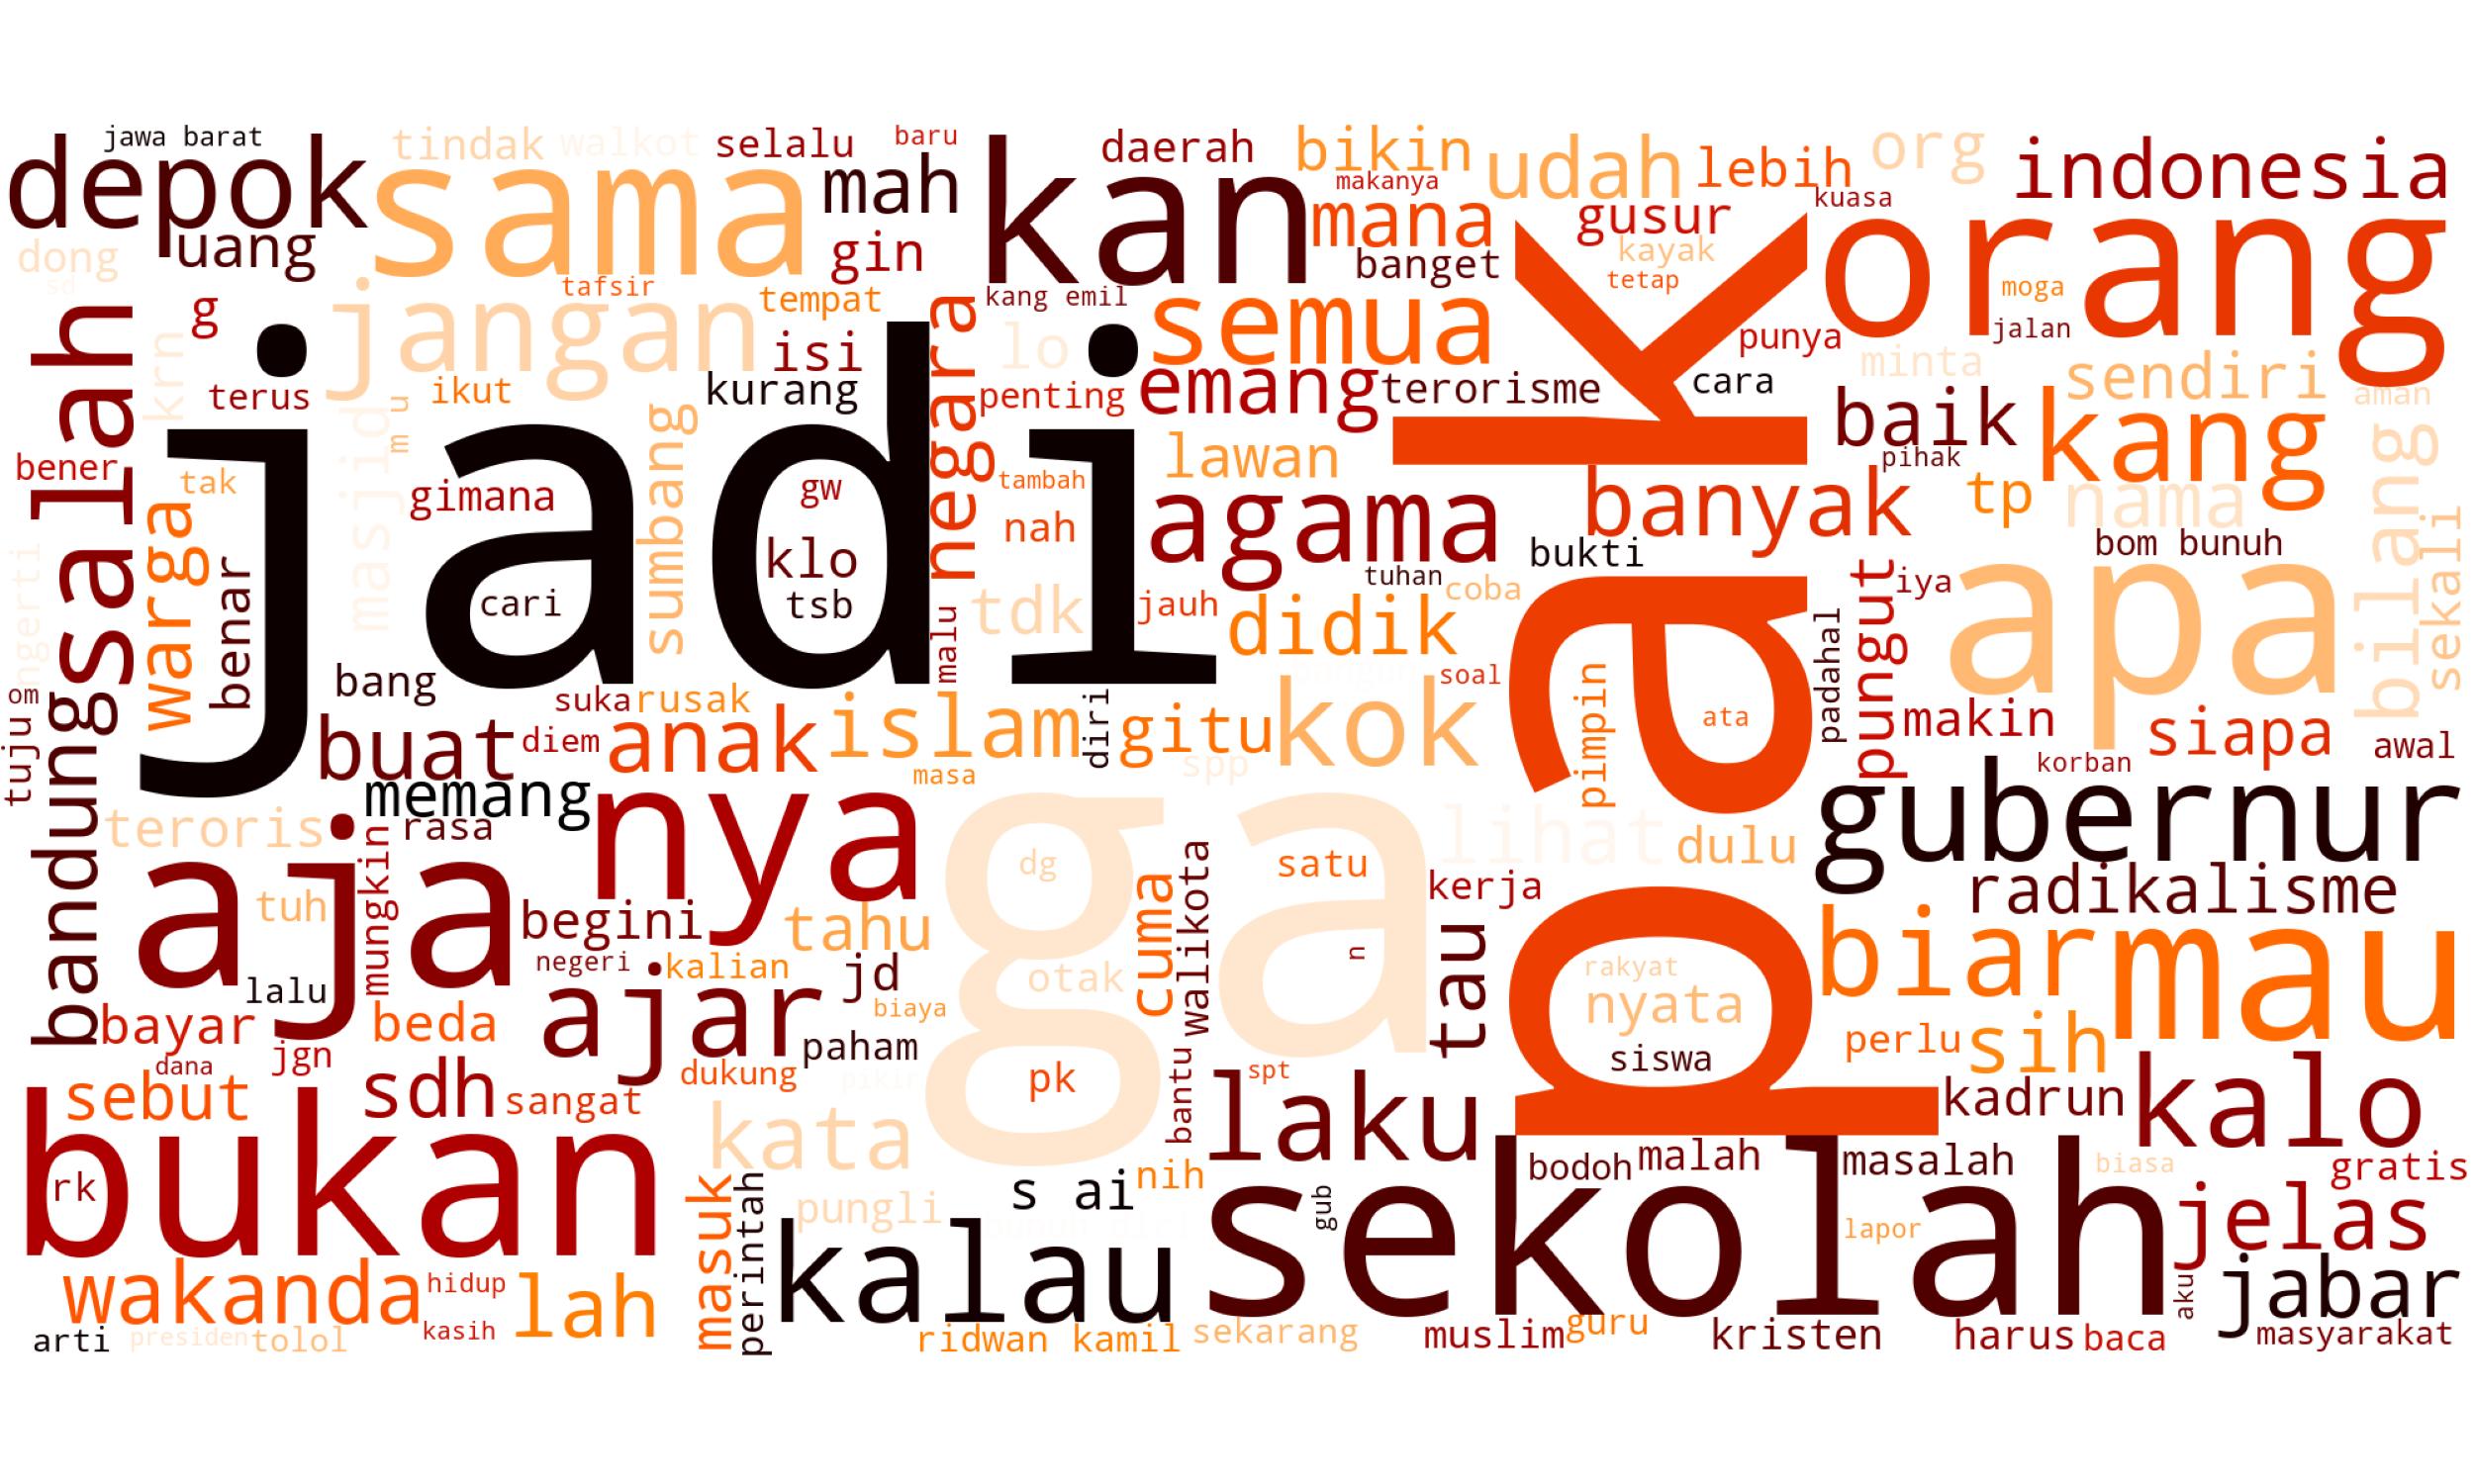 jawa barat
depok
tindak
walkot
selalu
baru
sama
mah
kan
daerah
bikin
makanya
udah
lebih
org
indonesia
kuasa
dong
sd
uang
gin
mana
banget
gusur
kayak
tetap
orang
moga
jalan
punya
tafsir
jangan
tempat
kang emil
semua
pak
salah
g
krn
terus
ikut
isi
kurang
negara
lo
penting
emang
terorisme
cara
minta
sendiri
aman
jadi
masjid
m u
sumbang
baik
kang
pihak
bener
tak
gimana
gw
tambah
lawan
agama
banyak
tp
nama
bilang
sekali
warga
klo
nah
bukti
bom bunuh
ngerti
benar
cari
tsb
malu
tdk
jauh
tuhan
coba
didik
padahal
pungut
iya
apa
om
tuju
bandung
bang
suka
rusak
diri
soal
pimpin
ata
makin
siapa
awal
buat
diem
anak
islam
gitu
kok
masa
spp
korban
memang
nya
ga
lihat
dulu
gubernur
teroris
rasa
aja
mungkin
tuh
begini
tahu
dg
cuma
walikota
satu
kerja
radikalisme
lalu
negeri
kalian
jd
otak
n
tau
rakyat
nyata
biar
mau
bayar
jgn
beda
ajar
biaya
paham
siswa
perlu
sih
dana
sebut
sdh
sangat
dukung
pikir
pk
bantu
spt
laku
kadrun
kalo
bukan
rk
kata
masuk
perintah
pungli
s ai
nih
gub
bodoh
malah
masalah
biasa
gratis
lapor
sekolah
jelas
wakanda
hidup
kasih
lah
kalau
aku
jabar
arti
presiden
tolol
ridwan kamil
sekarang
muslim
guru
kristen
harus
baca
masyarakat